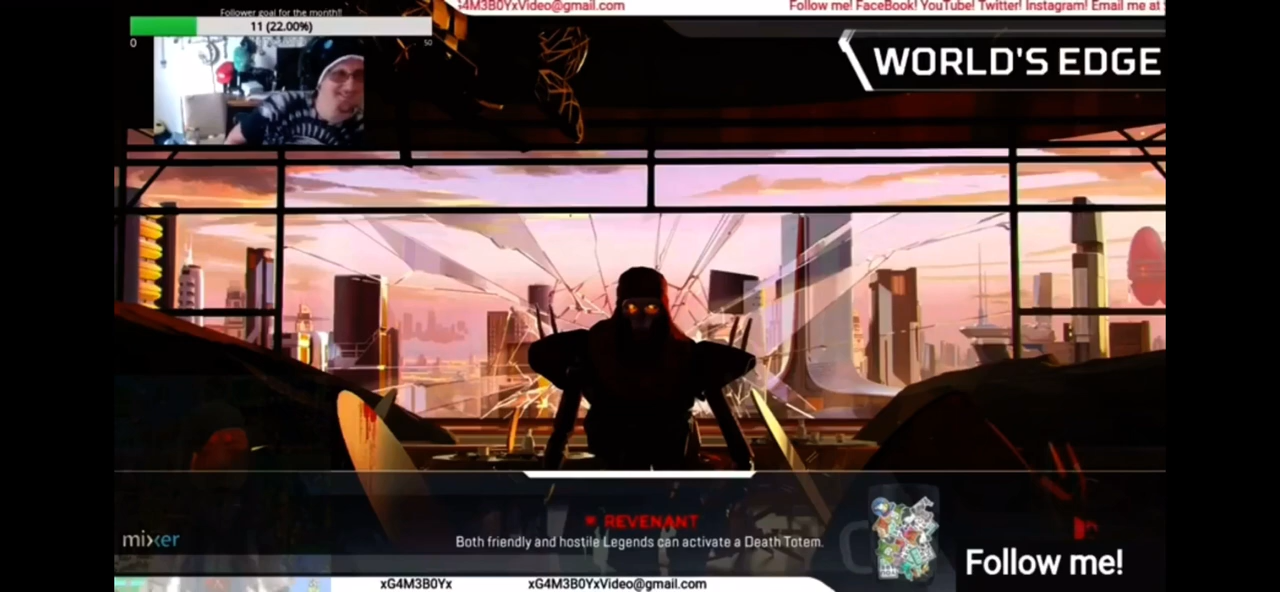 Follower goal for the month!!
:4M3B0YxVideo@gmail.com
Follow me! FaceBook! YouTube! Twitter! Instagram! Email me at
11 (22.00%)
0
50
WORLD'S EDGE
REVENANT
Both friendly and hostile Legends can activate a Death Totem.
mixer
Follow me!
xG4M3B0Yx
xG4M3B0YxVideo@gmail.com